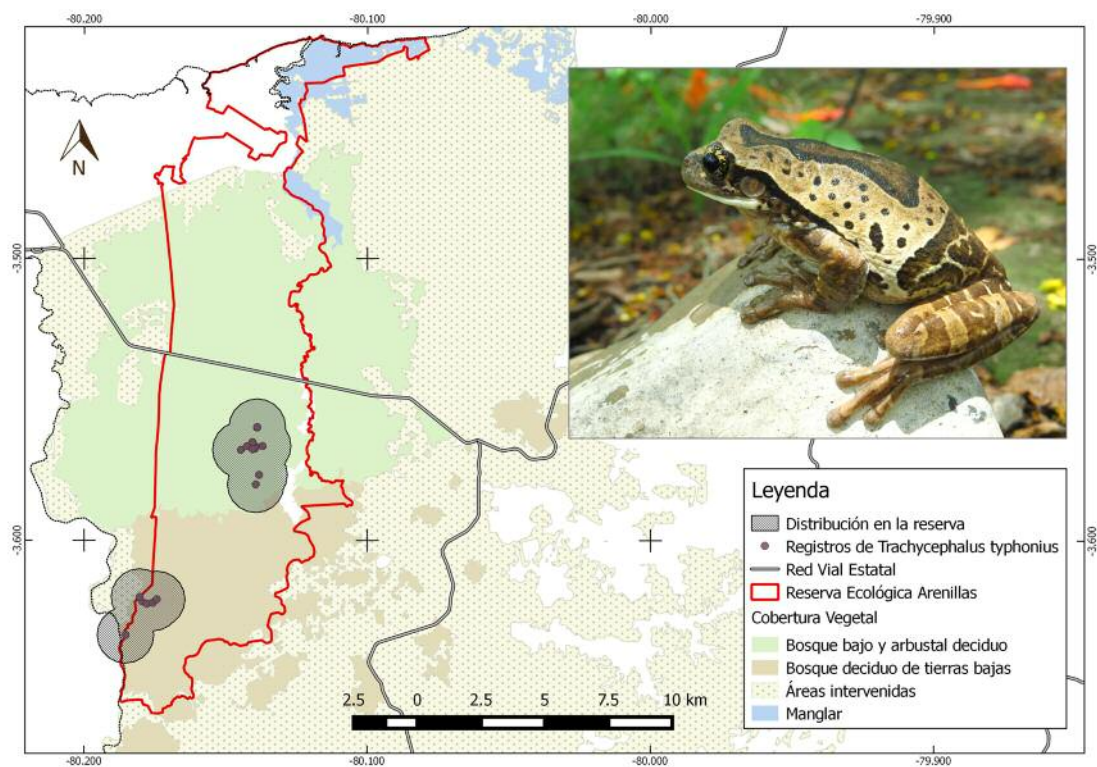 -80.200
-80.100
-80.000
-79.900
N
-3.500
-3.500
-3.600
-3.600
Leyenda
Distribución en la reserva
Registros de Trachycephalus typhonius
Red Vial Estatal
Reserva Ecológica Arenillas
Cobertura Vegetal
Bosque bajo y arbustal deciduo
Bosque deciduo de tierras bajas
Áreas intervenidas
Manglar
2.5 0 2.5 5 7.5 10 km
-80.200
-80.100
-80.000
-79.900